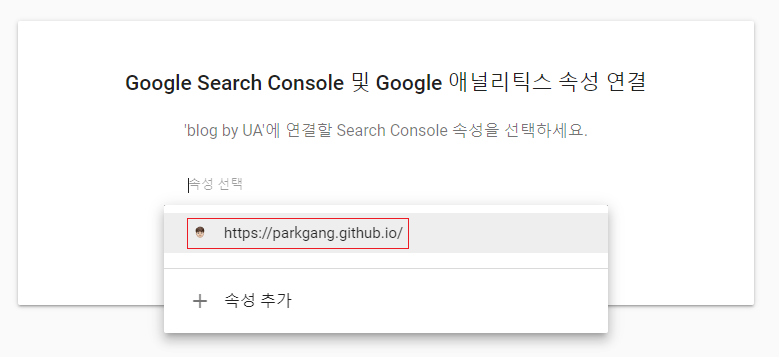 Google Search Console 및 Google 애널리틱스 속성 연결
'blog by UA'에 연결할 Search Console 속성을 선택하세요.
속성 선택
https://parkgang.github.io/
+ 속성 추가